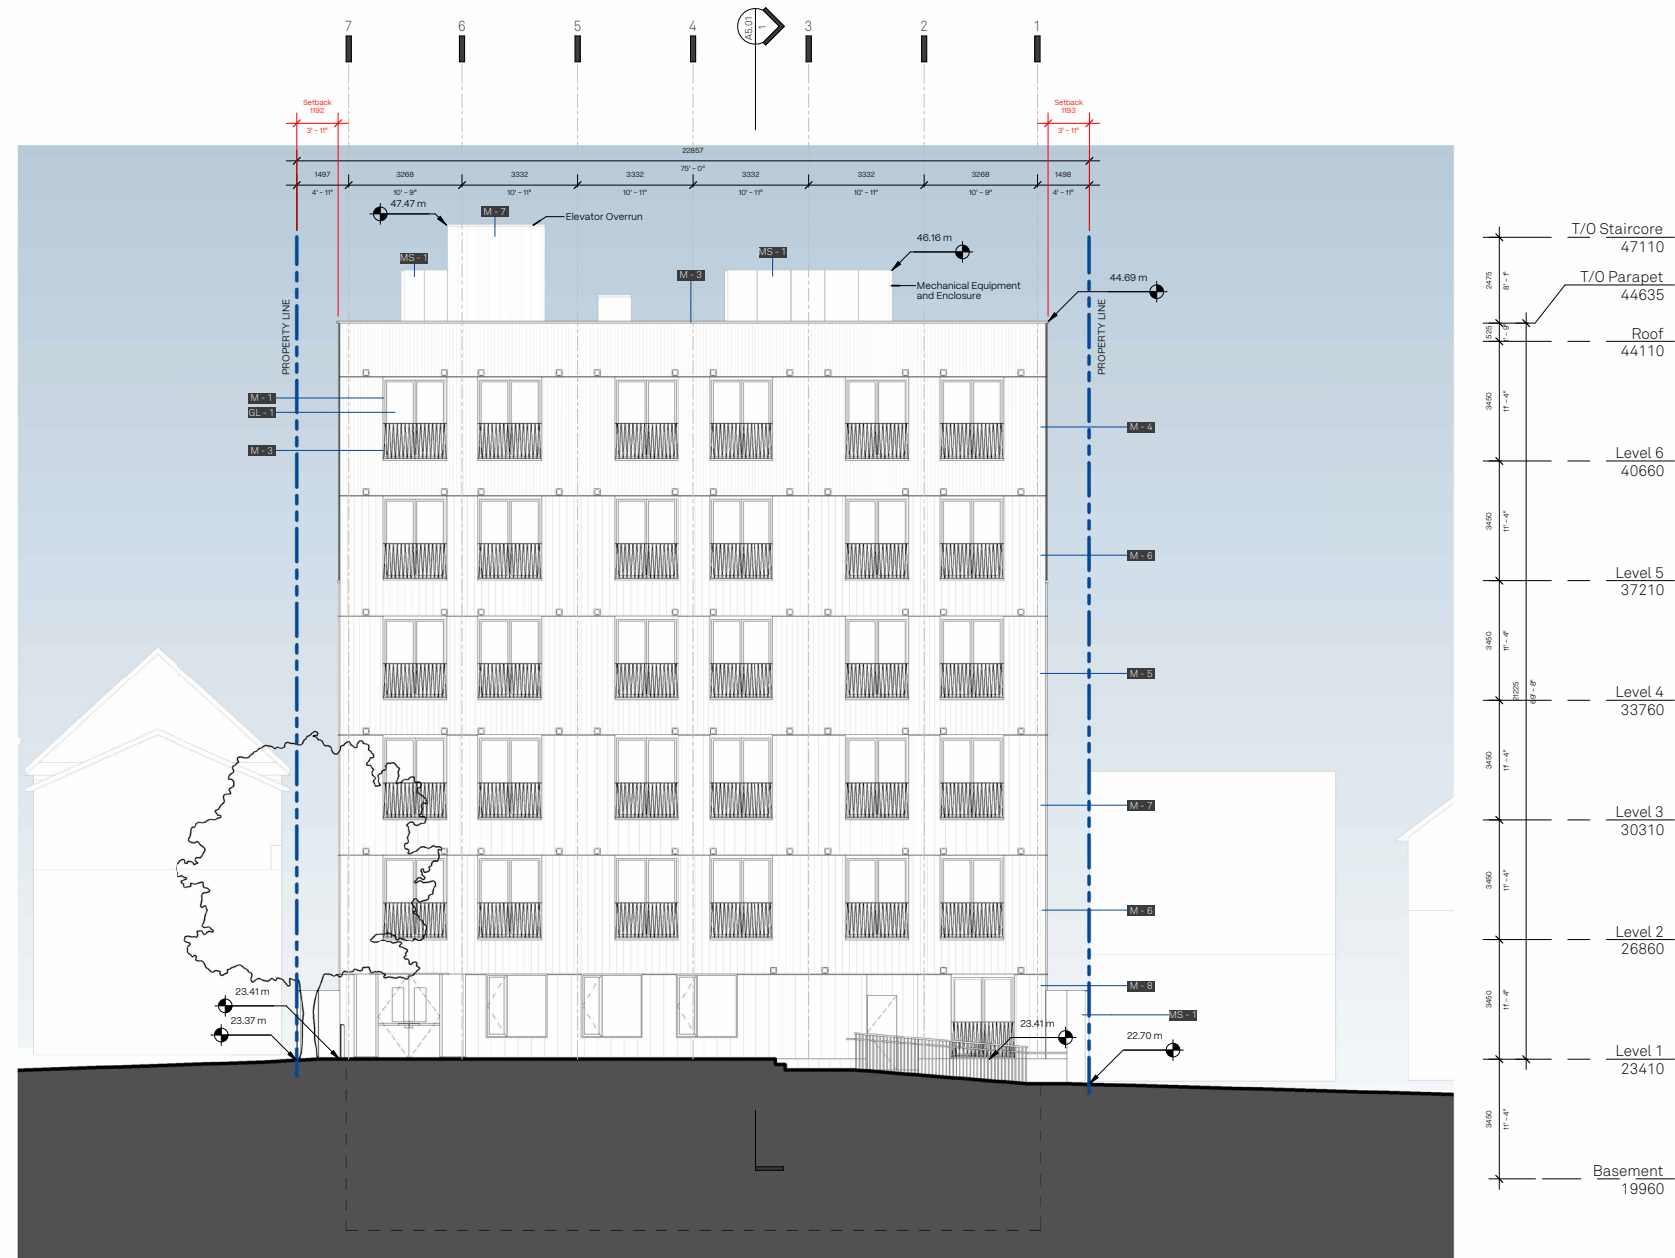 7
6
5
4
A5.01
1
3
2
1
Setback
1192
3' - 11"
Setback
1193
3' - 11"
22857
75' - 0"
1497
3268
3332
3332
3332
3332
3268
1498
4' - 11"
10' - 9"
10' - 11"
10' - 11"
10' - 11"
10' - 11"
10' - 9"
4' - 11"
47.47 m
M - 7
Elevator Overrun
MS - 1
M - 3
MS - 1
46.16 m
Mechanical Equipment
and Enclosure
44.69 m
PROPERTY LINE
PROPERTY LINE
M - 1
GL - 1
M - 3
M - 4
M - 6
M - 5
M - 7
M - 6
M - 8
MS - 1
23.41 m
23.37 m
23.41 m
22.70 m
T/O Staircore
47110
2475
8' - 1"
T/O Parapet
44635
525
Roof
44110
3450
11' - 4"
Level 6
40660
3450
11' - 4"
Level 5
37210
3450
11' - 4"
21225
69' - 8"
Level 4
33760
3450
11' - 4"
Level 3
30310
3450
11' - 4"
Level 2
26860
3450
11' - 4"
Level 1
23410
3450
11' - 4"
Basement
19960